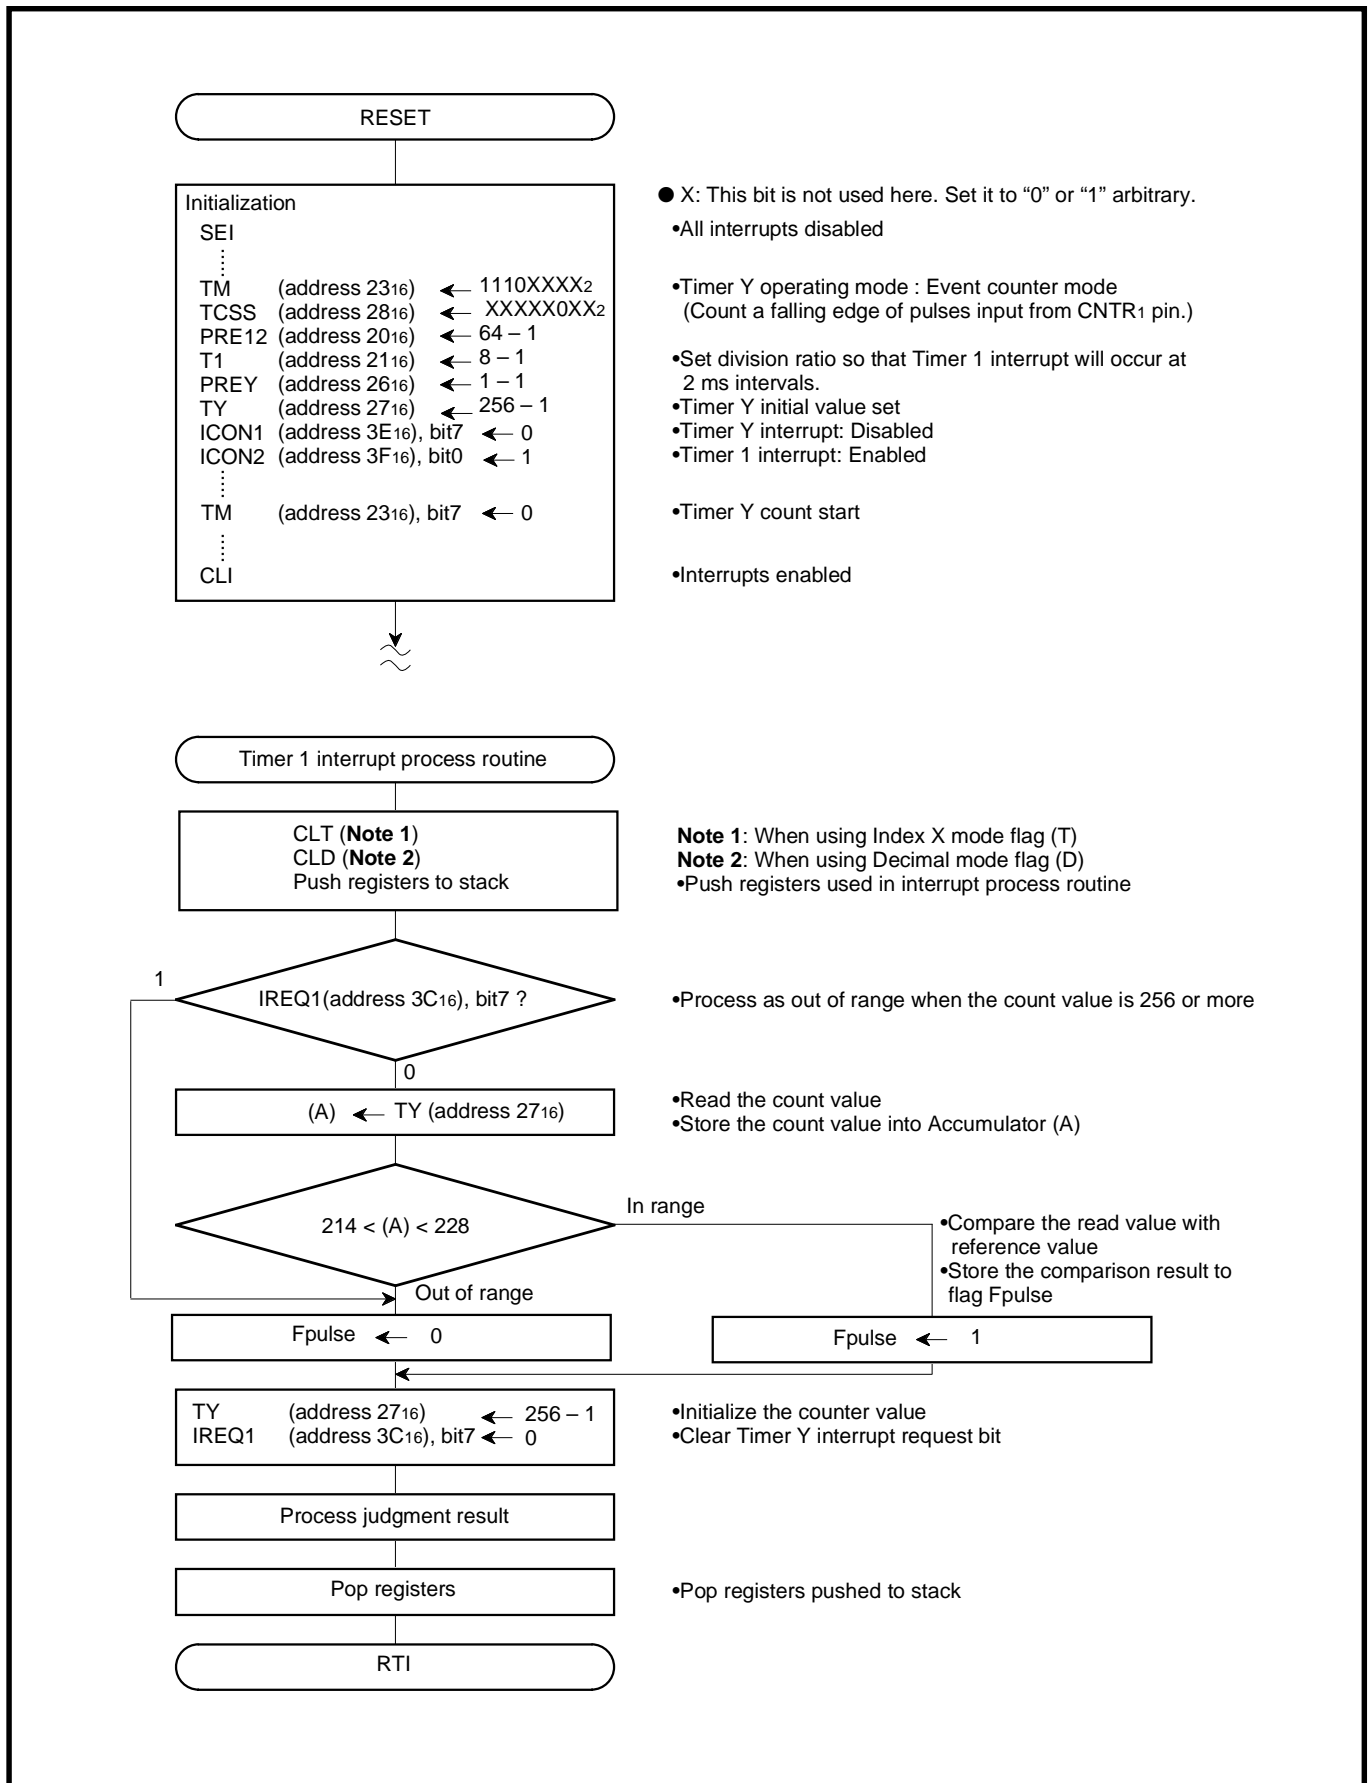 RESET
Initialization
● X: This bit is not used here. Set it to “0” or “1” arbitrary.
SEI
•All interrupts disabled
TM (address 2316) ← 1110XXXX2
•Timer Y operating mode : Event counter mode
TCSS (address 2816) ← XXXXX0XX2
(Count a falling edge of pulses input from CNTR1 pin.)
PRE12 (address 2016) ← 64 – 1
T1 (address 2116) ← 8 – 1
•Set division ratio so that Timer 1 interrupt will occur at
PREY (address 2616) ← 1 – 1
2 ms intervals.
TY (address 2716) ← 256 – 1
•Timer Y initial value set
ICON1 (address 3E16), bit7 ← 0
•Timer Y interrupt: Disabled
ICON2 (address 3F16), bit0 ← 1
•Timer 1 interrupt: Enabled
TM (address 2316), bit7 ← 0
•Timer Y count start
CLI
•Interrupts enabled
Timer 1 interrupt process routine
CLT (Note 1)
Note 1: When using Index X mode flag (T)
CLD (Note 2)
Note 2: When using Decimal mode flag (D)
Push registers to stack
•Push registers used in interrupt process routine
1
IREQ1(address 3C16), bit7 ?
•Process as out of range when the count value is 256 or more
0
(A) ← TY (address 2716)
•Read the count value
•Store the count value into Accumulator (A)
In range
214 < (A) < 228
•Compare the read value with
reference value
•Store the comparison result to
flag Fpulse
Out of range
Fpulse ← 0
Fpulse ← 1
TY (address 2716) ← 256 – 1
•Initialize the counter value
IREQ1 (address 3C16), bit7 ← 0
•Clear Timer Y interrupt request bit
Process judgment result
Pop registers
•Pop registers pushed to stack
RTI